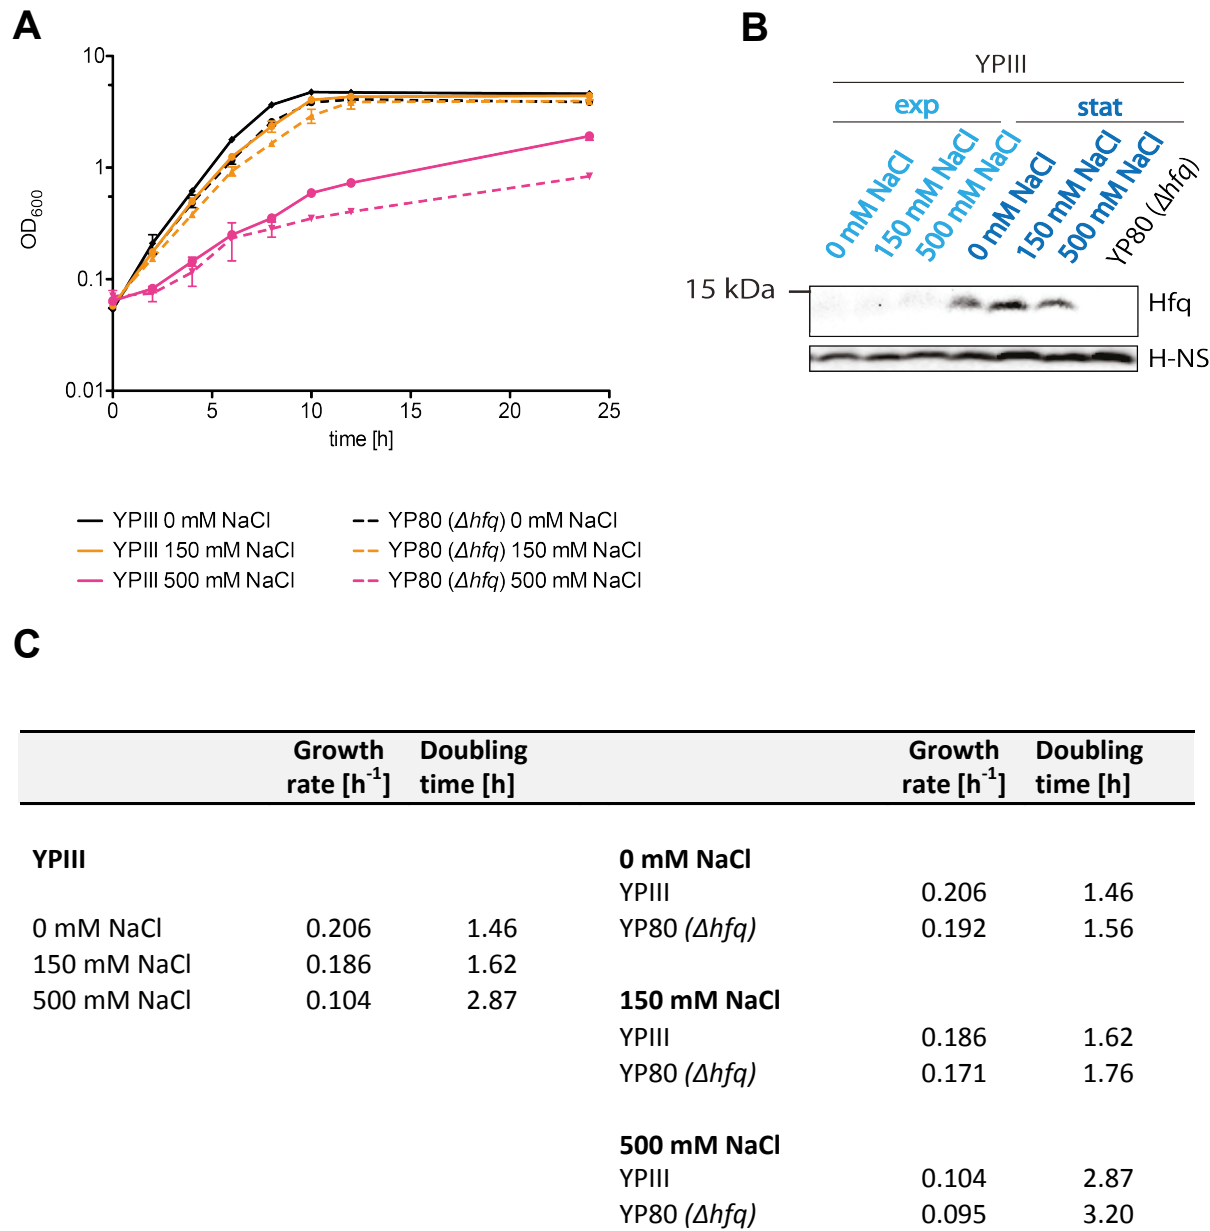 A
10
1
0.1
0.01
OD600
0 5 10 15 20 25
time [h]
YPIII 0 mM NaCl
YPIII 150 mM NaCl
YPIII 500 mM NaCl
YP80 (Δhfq) 0 mM NaCl
YP80 (Δhfq) 150 mM NaCl
YP80 (Δhfq) 500 mM NaCl
B
YPIII
exp stat
0 mM NaCl
150 mM NaCl
500 mM NaCl
0 mM NaCl
150 mM NaCl
500 mM NaCl
YP80 (Δhfq)
15 kDa
Hfq
H-NS
C
Growth Doubling Growth Doubling
rate [h-1] time [h] rate [h-1] time [h]
YPIII 0 mM NaCl
YPIII 0.206 1.46
0 mM NaCl 0.206 1.46 YP80 (Δhfq) 0.192 1.56
150 mM NaCl 0.186 1.62
500 mM NaCl 0.104 2.87 150 mM NaCl
YPIII 0.186 1.62
YP80 (Δhfq) 0.171 1.76
500 mM NaCl
YPIII 0.104 2.87
YP80 (Δhfq) 0.095 3.20